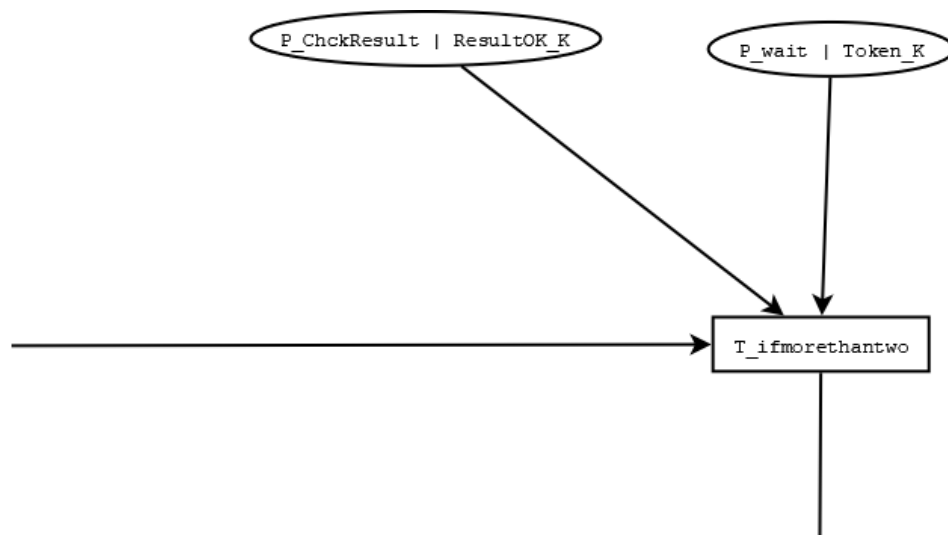 P_ChckResult | ResultOK_K
P_wait | Token_K
T_ifmorethantwo